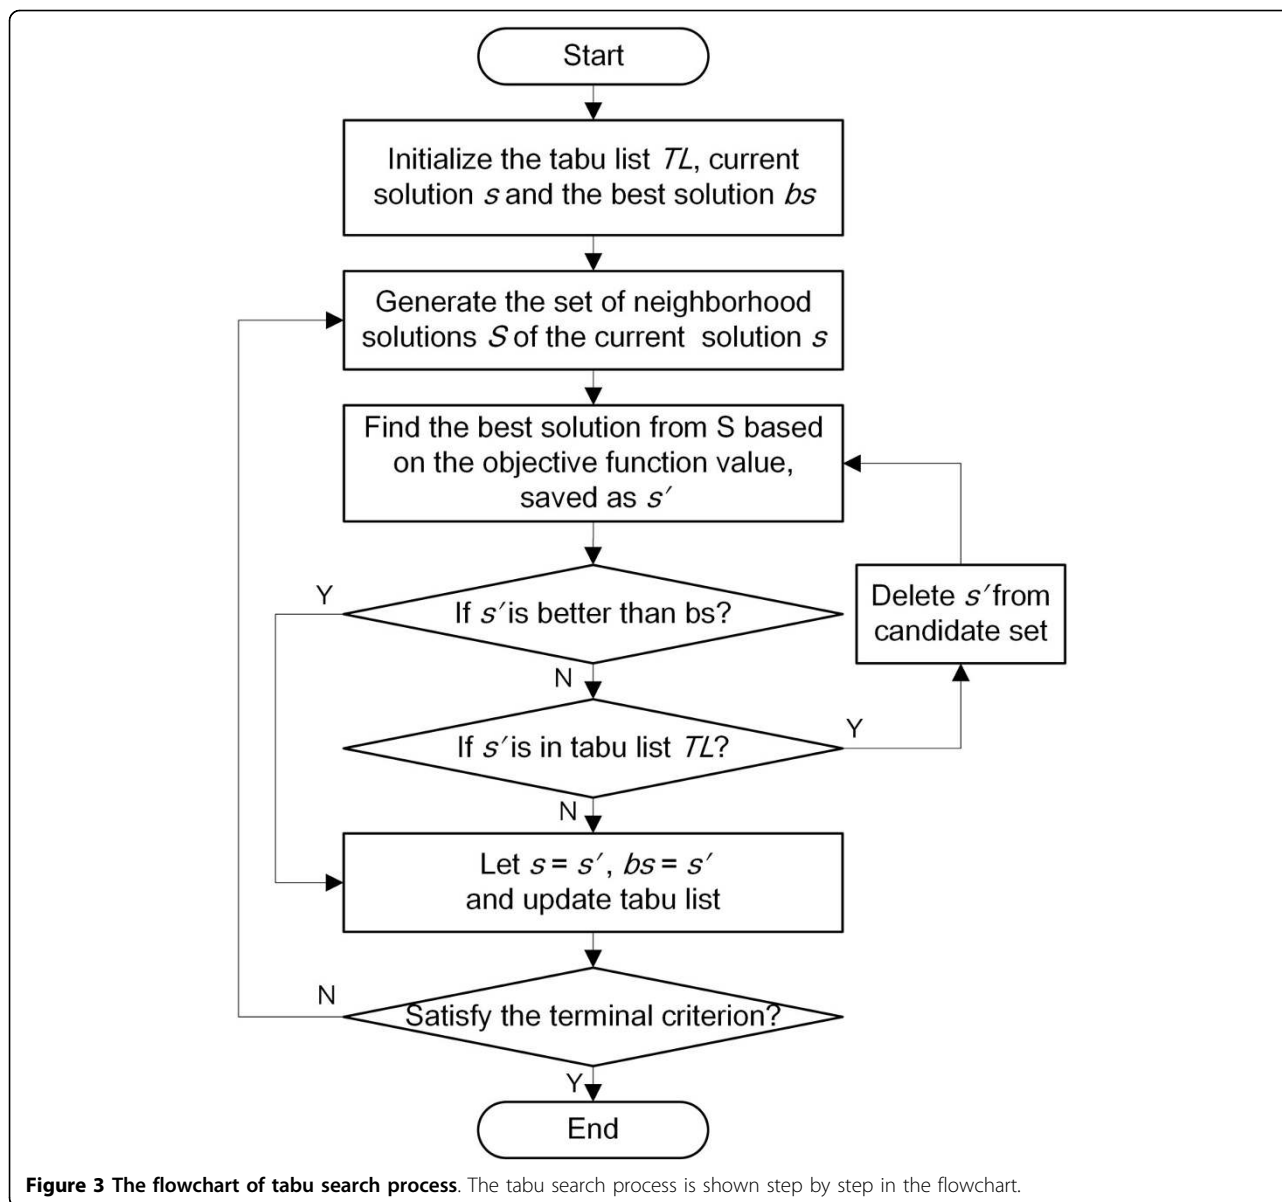 Start
Initialize the tabu list TL, current
solution s and the best solution bs
Generate the set of neighborhood
solutions S of the current solution s
Find the best solution from S based
on the objective function value,
saved as s′
Y
If s′ is better than bs?
Delete s′ from
candidate set
N
If s′ is in tabu list TL?
Y
N
Let s = s′, bs = s′
and update tabu list
N
Satisfy the terminal criterion?
Y
End
Figure 3 The flowchart of tabu search process. The tabu search process is shown step by step in the flowchart.